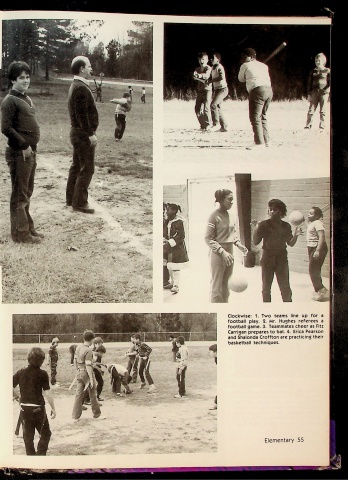 Clockwise: 1. Two teams line up for a
football play. 2. Mr. Hughes referees a
football game. 3. Teammates cheer as Fitz
Carrigan prepares to bat. 4. Erica Pearson
and Shalonda Croffton are practicing their
basketball techniques.
Elementary 55